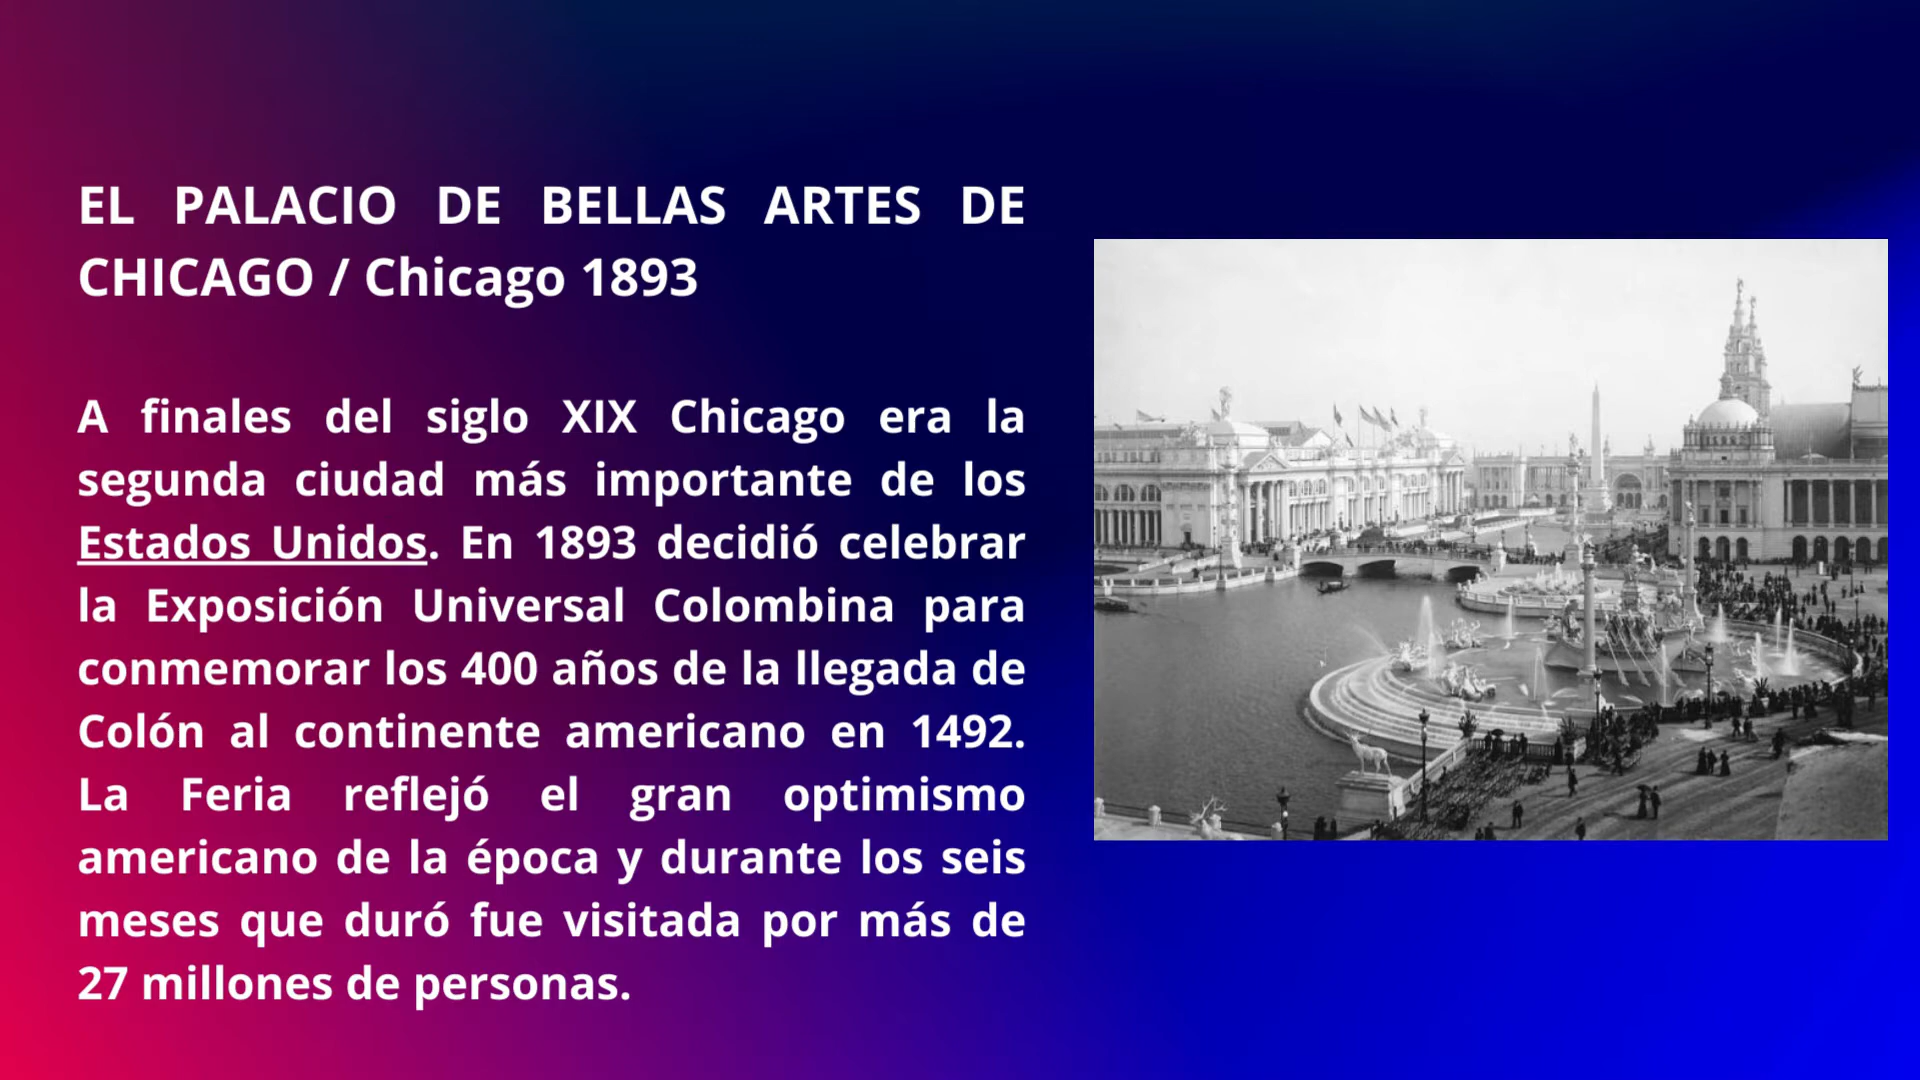 EL PALACIO DE BELLAS ARTES DE
CHICAGO / Chicago 1893
A finales del siglo XIX Chicago era la
segunda ciudad más importante de los
Estados Unidos. En 1893 decidió celebrar
la Exposición Universal Colombina para
conmemorar los 400 años de la llegada de
Colón al continente americano en 1492.
La Feria reflejó el gran optimismo
americano de la época y durante los seis
meses que duró fue visitada por más de
27 millones de personas.